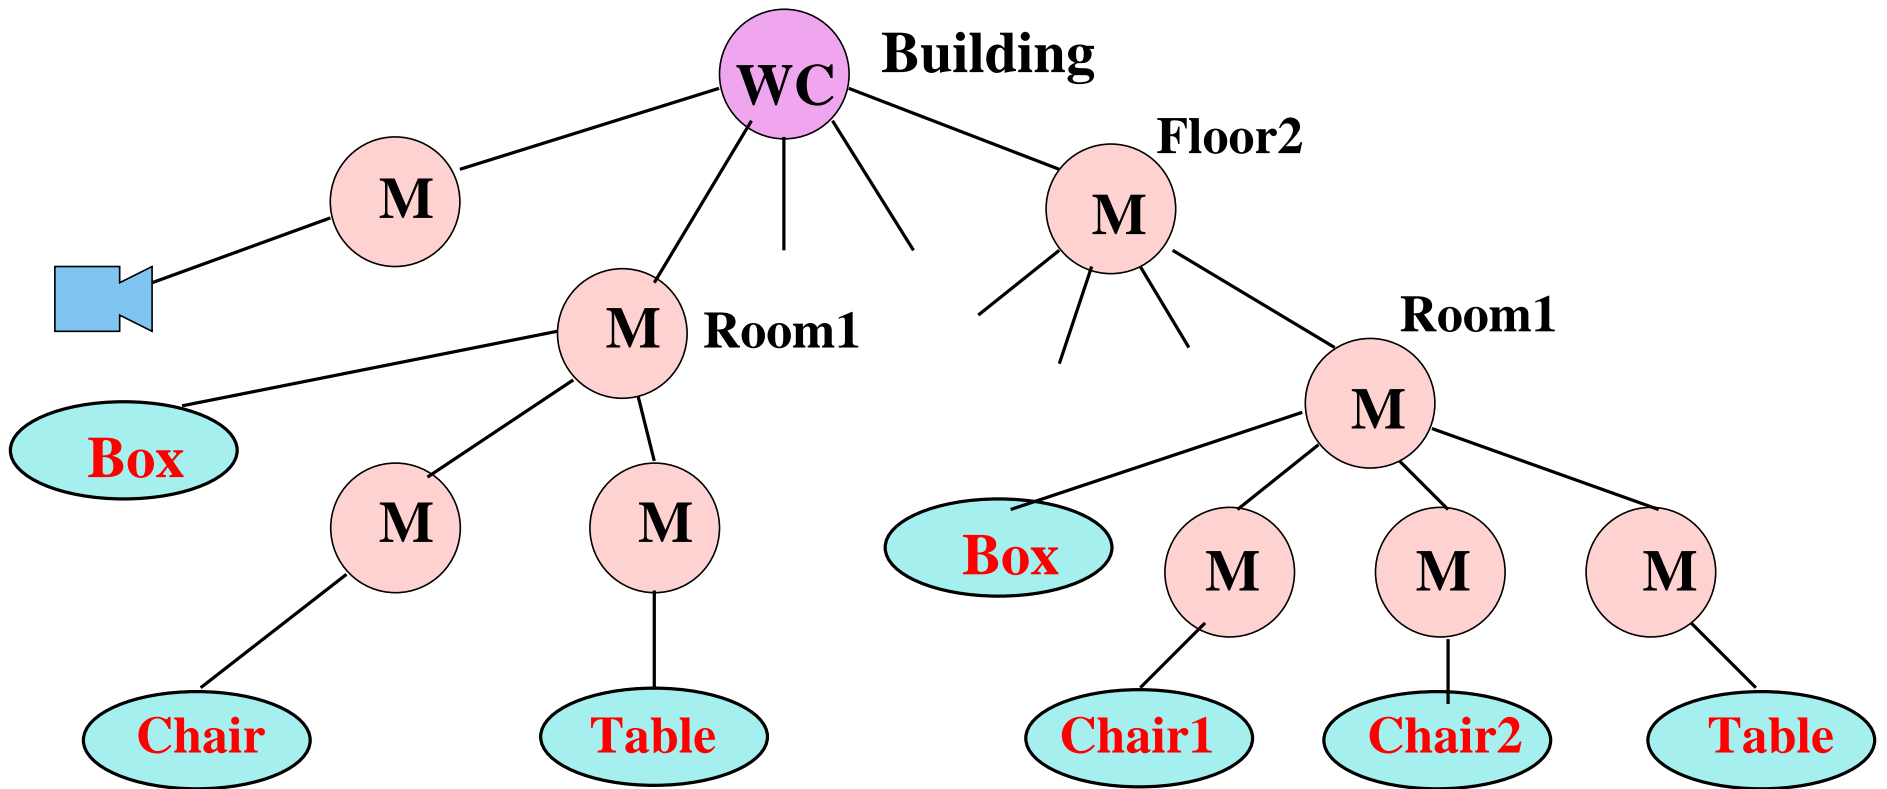 Building
WC
Floor2
M
M
Room1
M
Room1
M
Box
M
M
Box
M
M
M
Chair
Table
Chair1
Chair2
Table